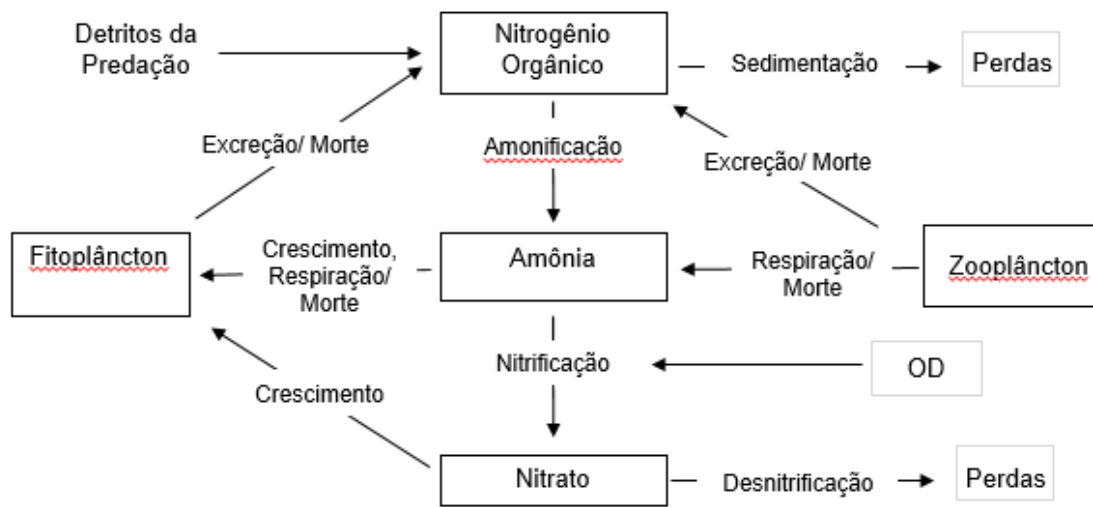 Detritos da
Predação
Nitrogênio
Orgânico
Sedimentação
Perdas
Excreção/ Morte
Amonificação
Excreção/ Morte
Fitoplâncton
Crescimento,
Respiração/
Morte
Amônia
Respiração/
Morte
Zooplâncton
Nitrificação
OD
Crescimento
Nitrato
Desnitrificação
Perdas